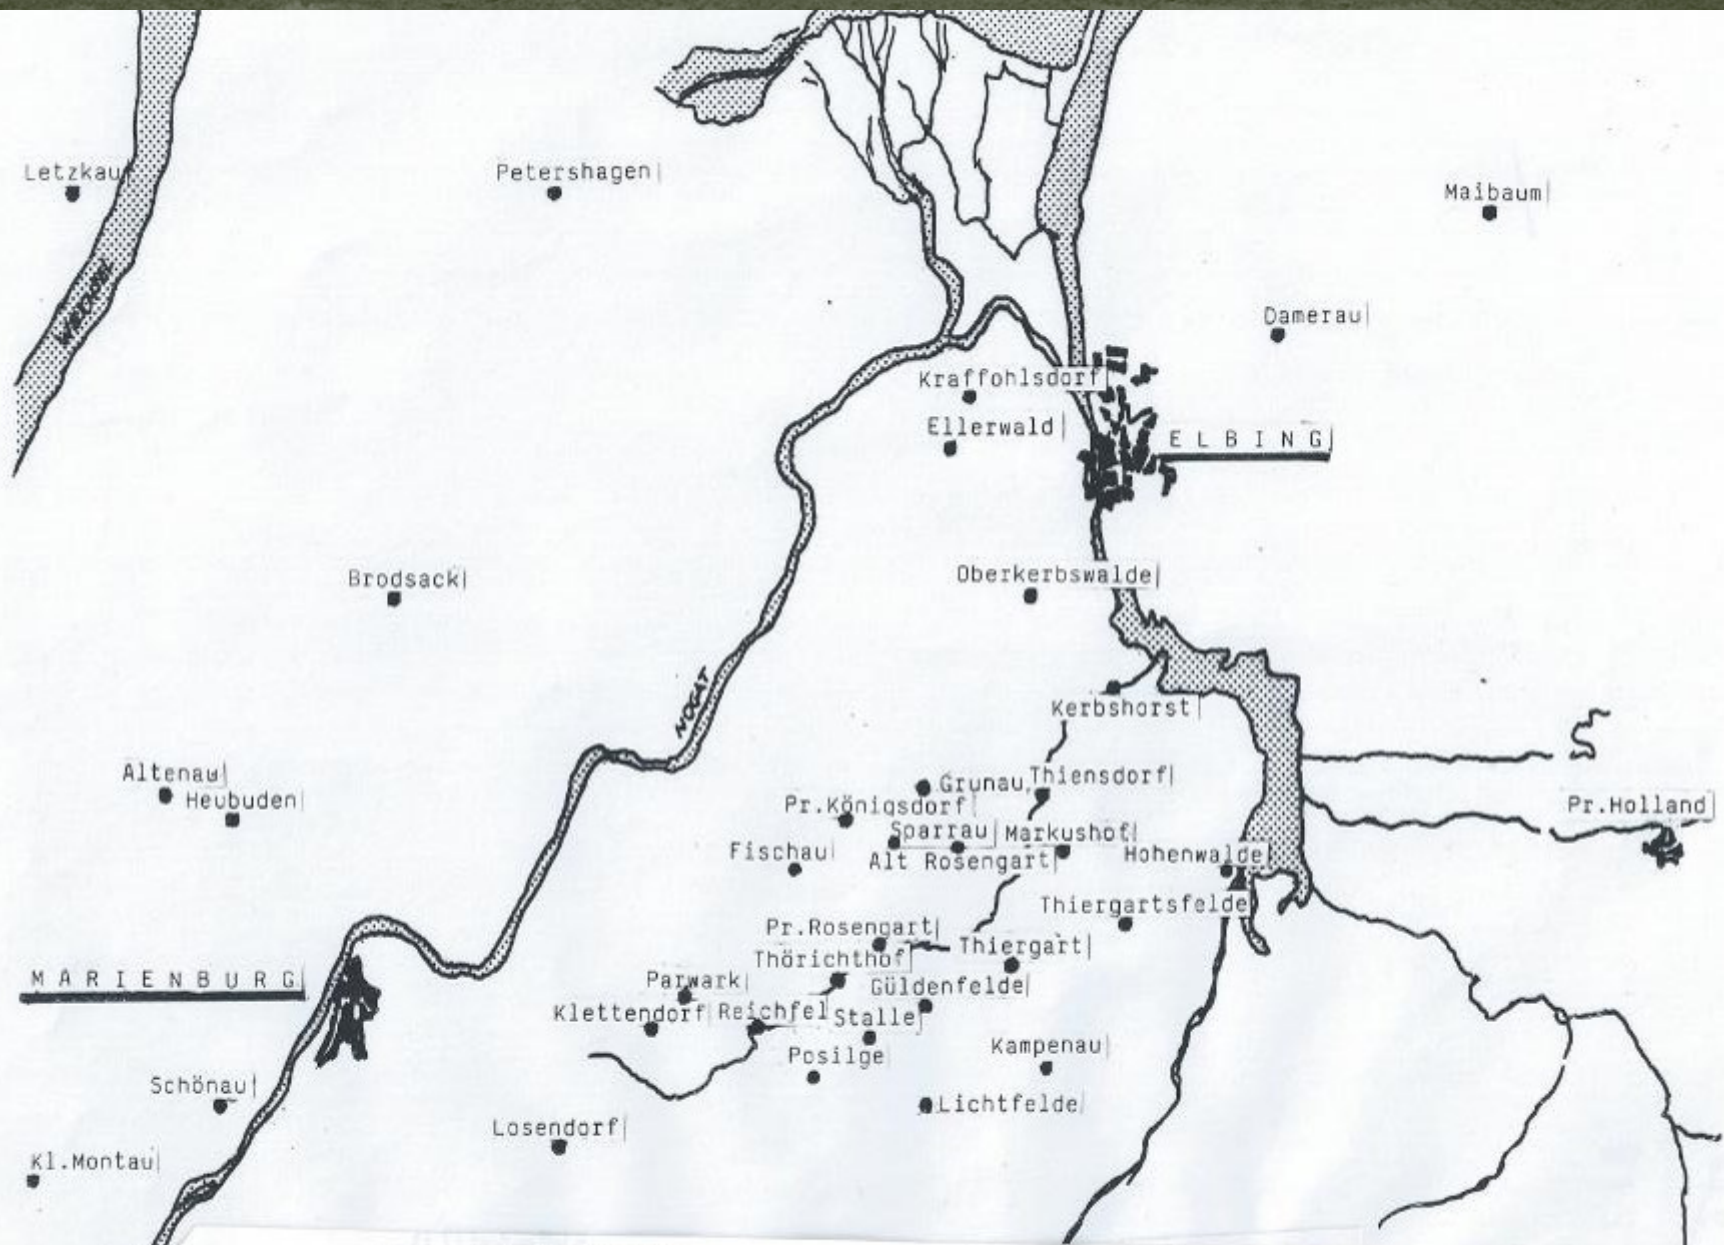 Letzkau
Petershagen
Maibaum
WEICHSEL
Damerau
Kraffohlsdorf
Ellerwald
ELBING
Brodsack
Oberkerbswalde
NOGAT
Kerbshorst
Altenau
Heubuden
Grunau,
Thiensdorf
Pr.Königsdorf
Pr.Holland
Sparrau
Markushof
Fischau
Alt Rosengart
Hohenwalde
Thiergartsfelde
Pr.Rosengart
Thiergart
Thörichthof
MARIENBURG
Parwark
Güldenfelde
Klettendorf
Reichfel
Stalle
Posilge
Kampenau
Schönau
Lichtfelde
Losendorf
Kl.Montau